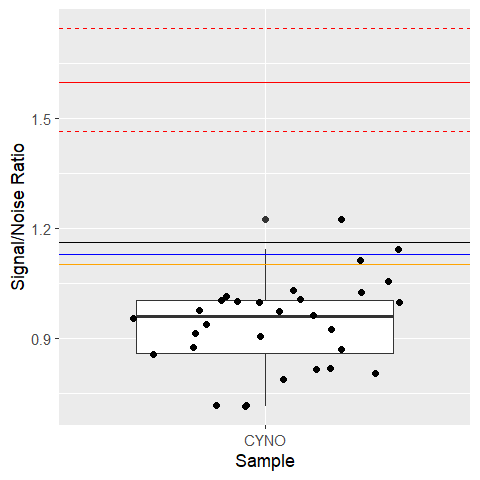 Signal/Noise Ratio
1.5
1.2
0.9
CYNO
Sample